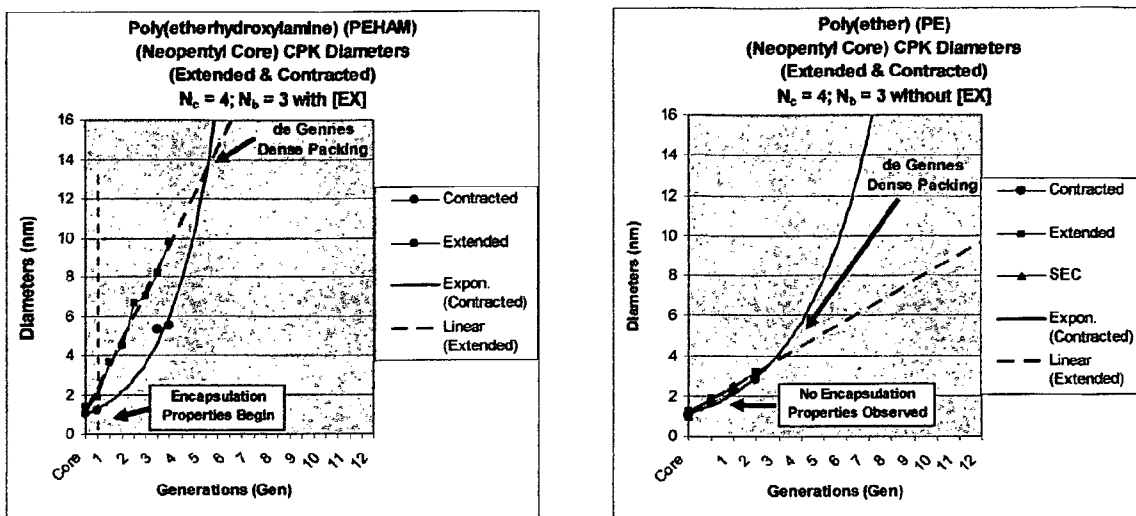 Poly(etherhydroxylamine) (PEHAM)
(Neopentyl Core) CPK Diameters
(Extended & Contracted)
Nc = 4; Nb = 3 with [EX]
16
14
12
10
8
6
4
2
0
Diameters (nm)
de Gennes
Dense Packing
Encapsulation
Properties Begin
Core 1 2 3 4 5 6 7 8 9 10 11 12
Generations (Gen)
Contracted
Extended
Expon.
(Contracted)
Linear
(Extended)
Poly(ether) (PE)
(Neopentyl Core) CPK Diameters
(Extended & Contracted)
Nc = 4; Nb = 3 without [EX]
16
14
12
10
8
6
4
2
0
Diameters (nm)
de Gennes
Dense Packing
No Encapsulation
Properties Observed
Core 1 2 3 4 5 6 7 8 9 10 11 12
Generations (Gen)
Contracted
Extended
SEC
Expon.
(Contracted)
Linear
(Extended)